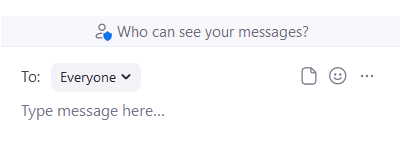 Who can see your messages?
To: Everyone
Type message here...